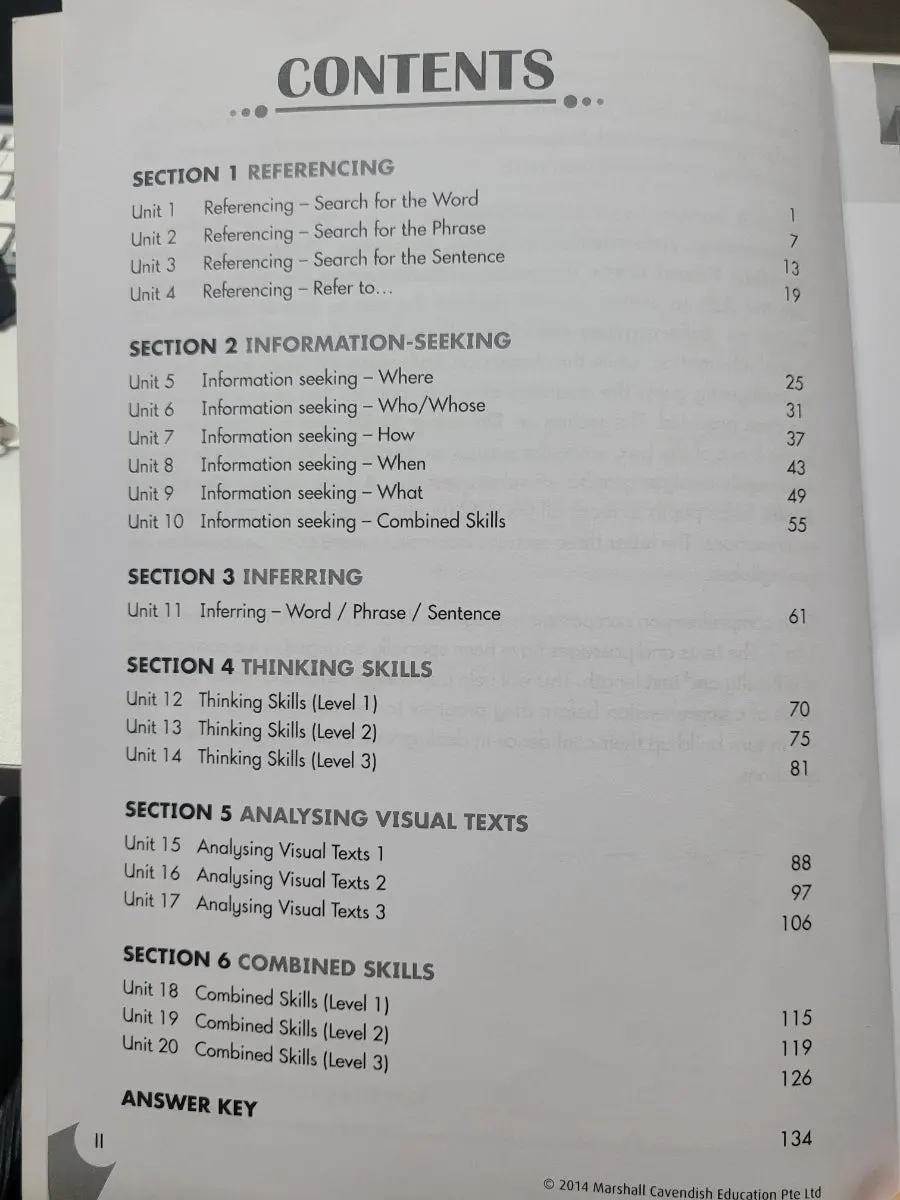 CONTENTS
SECTION 1 REFERENCING
Unit 1 Referencing – Search for the Word 1
Unit 2 Referencing – Search for the Phrase 7
Unit 3 Referencing – Search for the Sentence 13
Unit 4 Referencing – Refer to... 19
SECTION 2 INFORMATION-SEEKING
Unit 5 Information seeking – Where 25
Unit 6 Information seeking – Who/Whose 31
Unit 7 Information seeking – How 37
Unit 8 Information seeking – When 43
Unit 9 Information seeking – What 49
Unit 10 Information seeking – Combined Skills 55
SECTION 3 INFERRING
Unit 11 Inferring – Word / Phrase / Sentence 61
SECTION 4 THINKING SKILLS
Unit 12 Thinking Skills (Level 1) 70
Unit 13 Thinking Skills (Level 2) 75
Unit 14 Thinking Skills (Level 3) 81
SECTION 5 ANALYSING VISUAL TEXTS
Unit 15 Analysing Visual Texts 1 88
Unit 16 Analysing Visual Texts 2 97
Unit 17 Analysing Visual Texts 3 106
SECTION 6 COMBINED SKILLS
Unit 18 Combined Skills (Level 1) 115
Unit 19 Combined Skills (Level 2) 119
Unit 20 Combined Skills (Level 3) 126
ANSWER KEY 134
II
© 2014 Marshall Cavendish Education Pte Ltd